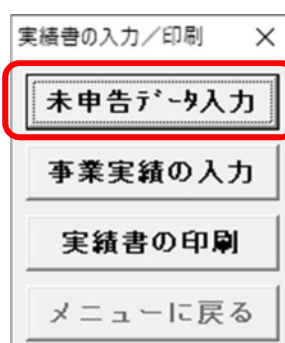 実績書の入力／印刷 ×
未申告ﾃﾞｰﾀ入力
事業実績の入力
実績書の印刷
メニューに戻る